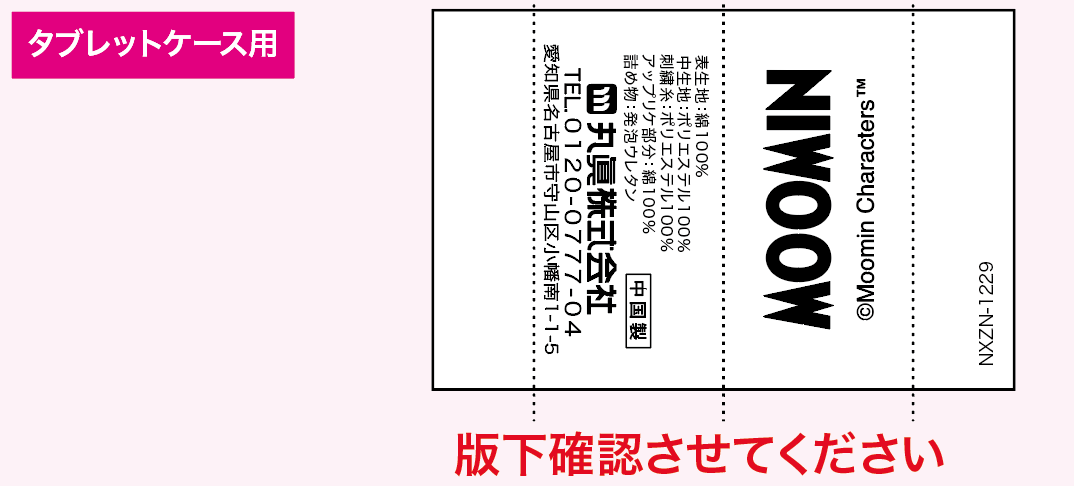 タブレットケース用
MOOMIN
©Moomin Characters™
NXZN-1229
表生地：綿100%
中生地：ポリエステル100%
刺繍糸：ポリエステル100%
アップリケ部分：綿100%
詰め物：発泡ウレタン
中国製
丸眞株式会社
TEL.0120-0777-04
愛知県名古屋市守山区小幡南1-1-5
版下確認させてください